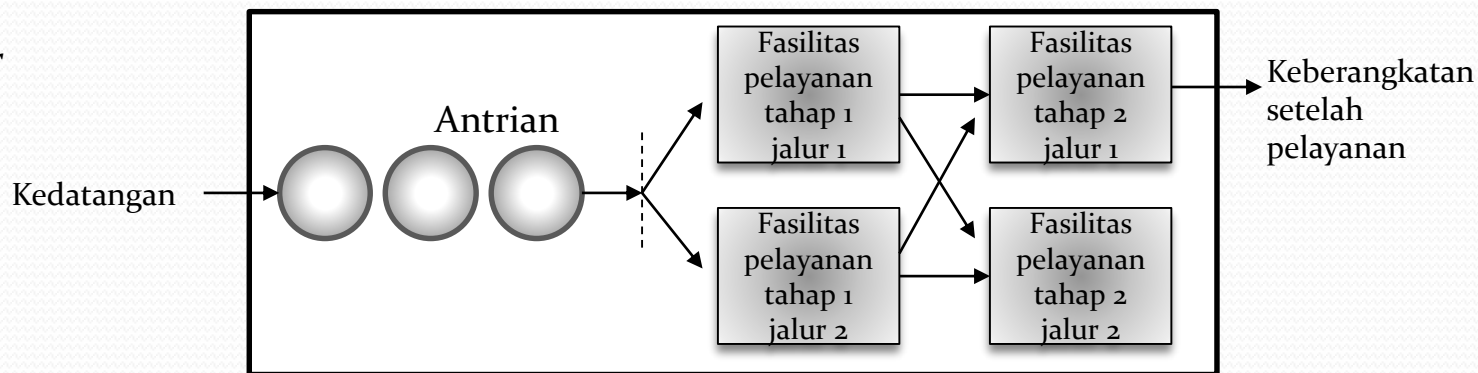 Kedatangan
Antrian
Fasilitas
pelayanan
tahap 1
jalur 1
Fasilitas
pelayanan
tahap 2
jalur 1
Fasilitas
pelayanan
tahap 1
jalur 2
Fasilitas
pelayanan
tahap 2
jalur 2
Keberangkatan
setelah
pelayanan